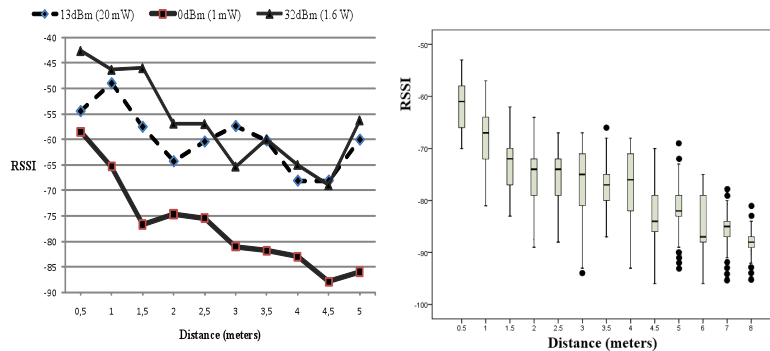 13dBm (20 mW) 0dBm (1 mW) 32dBm (1.6 W)
-40
-45
-50
-55
-60
-65
-70
-75
-80
-85
-90
RSSI
0,5 1 1,5 2 2,5 3 3,5 4 4,5 5
Distance (meters)
RSSI
-50
-60
-70
-80
-90
-100
0.5 1 1.5 2 2.5 3 3.5 4 4.5 5 6 7 8
Distance (meters)